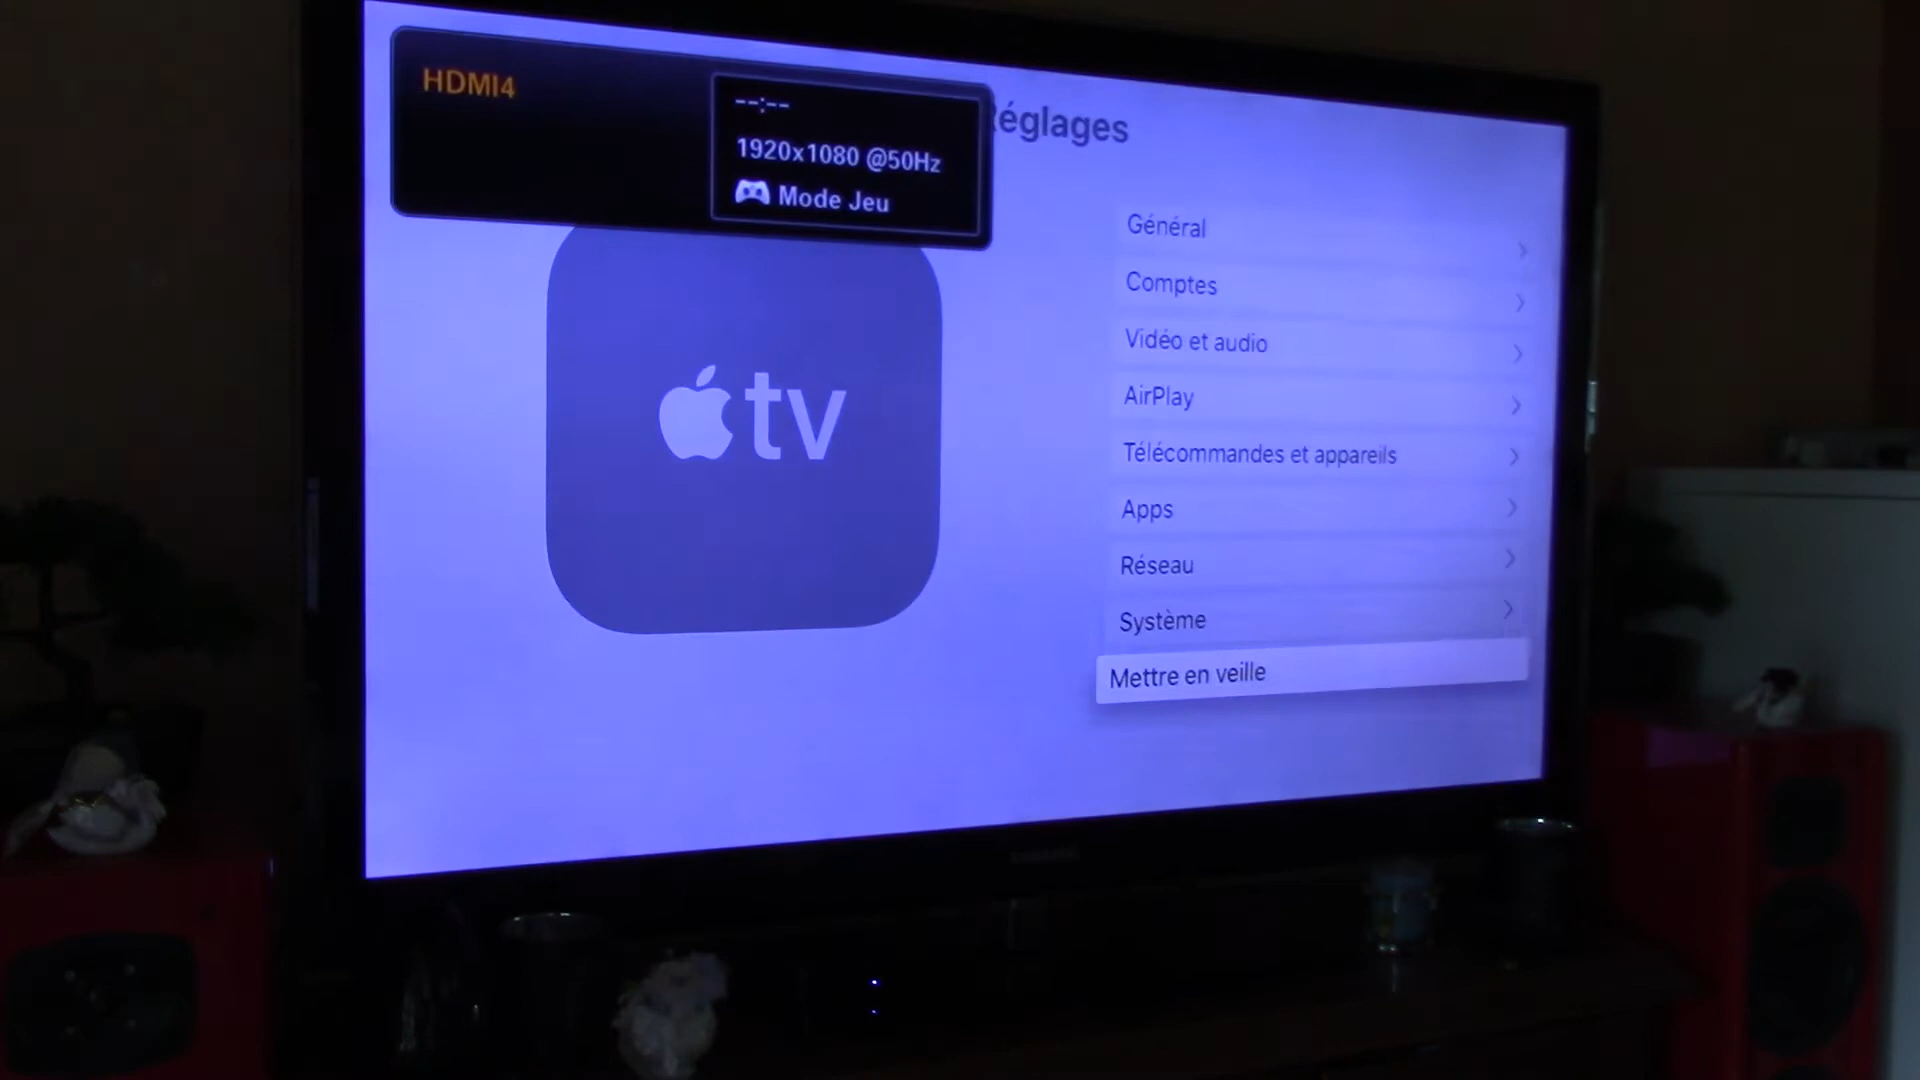 HDMI4
--:--
1920x1080 @50Hz
Mode Jeu
églages
tv
Général
Comptes
Vidéo et audio
AirPlay
Télécommandes et appareils
Apps
Réseau
Système
Mettre en veille